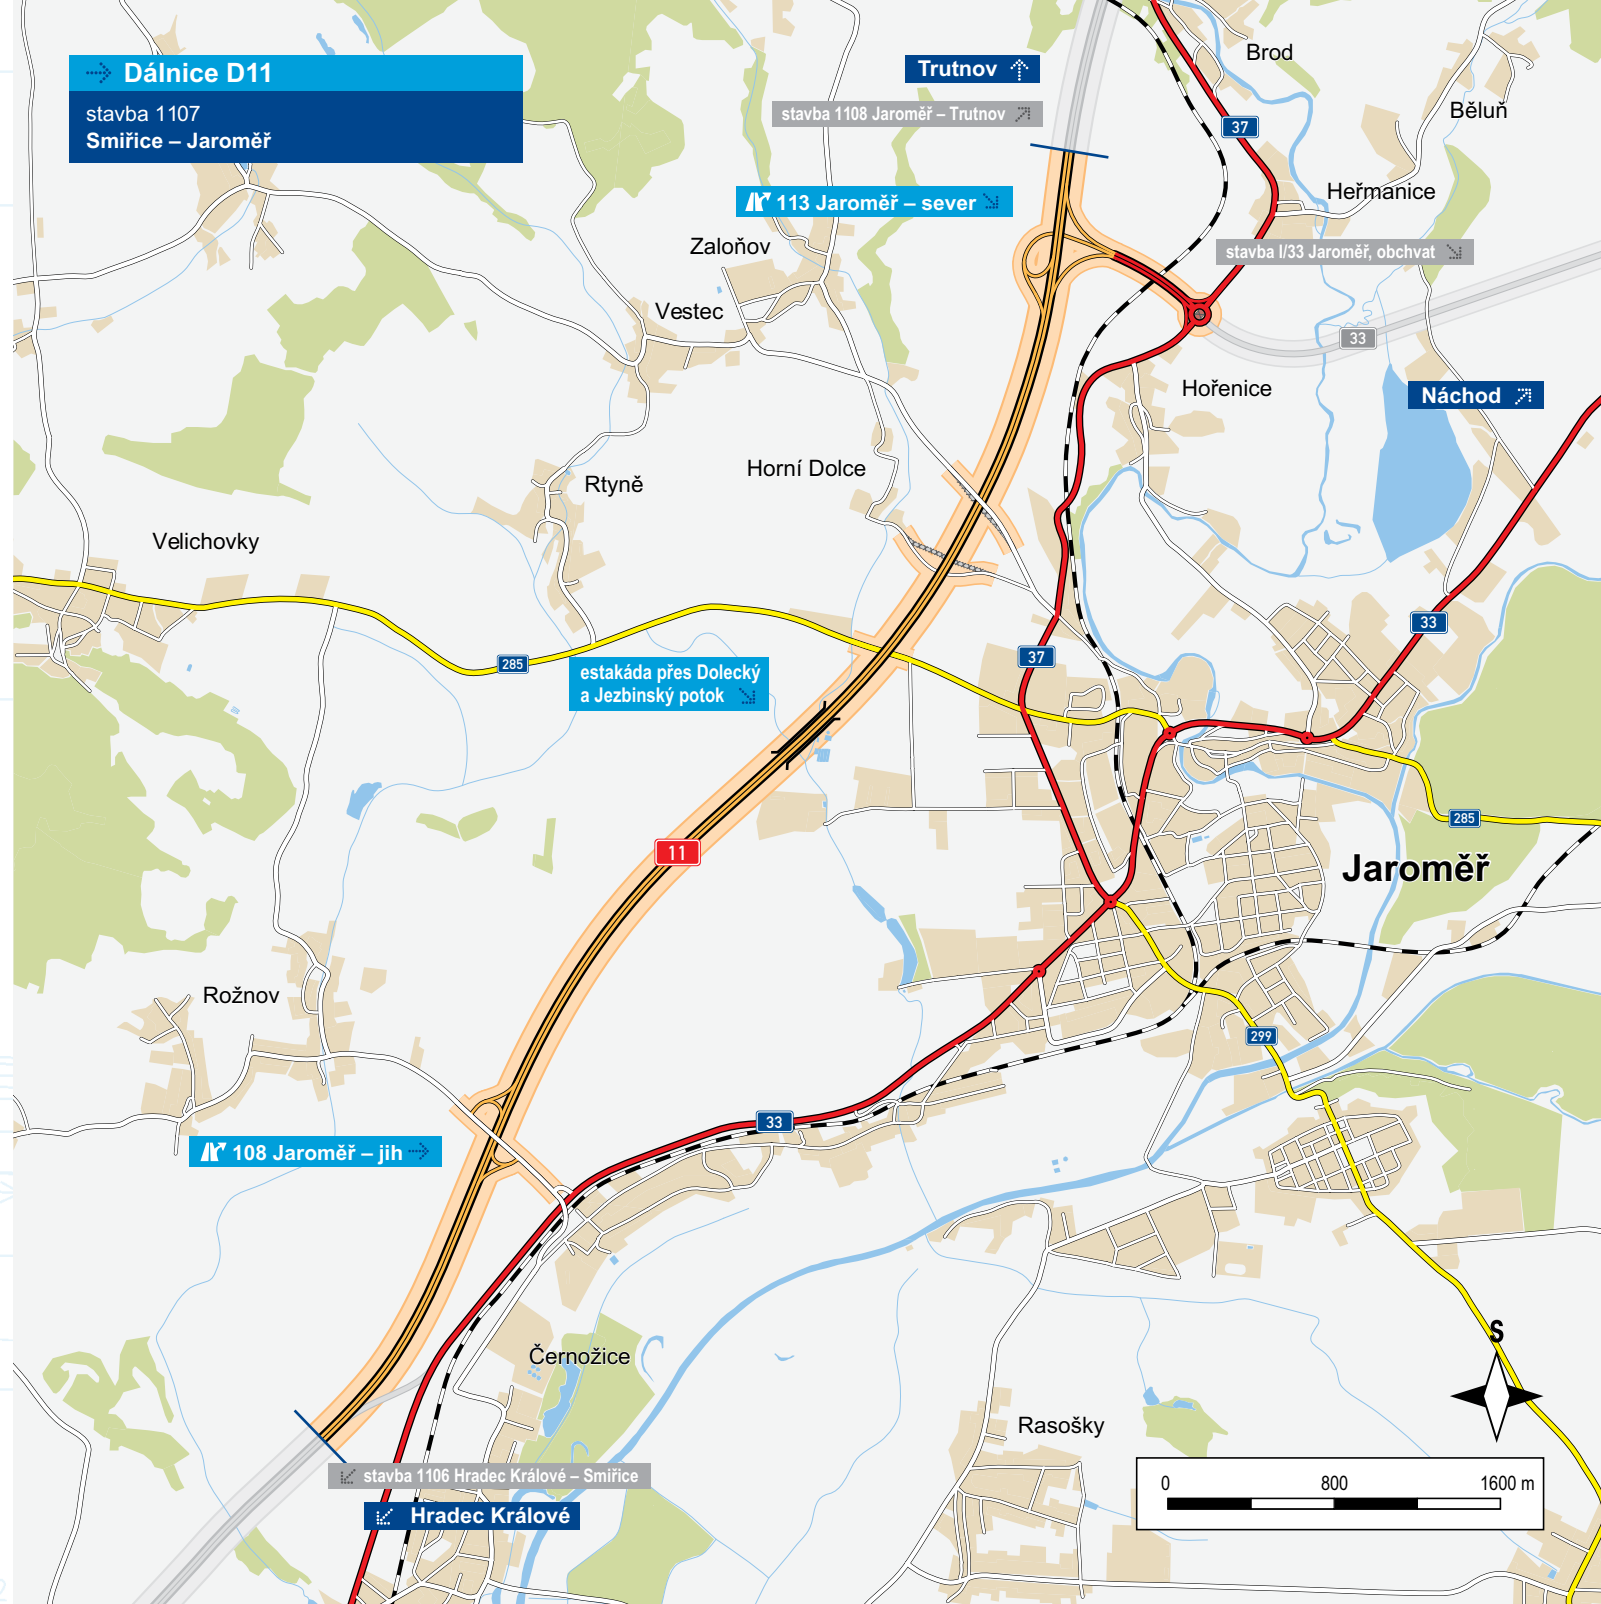 Dálnice D11
stavba 1107
Smiřice – Jaroměř
Trutnov
stavba 1108 Jaroměř – Trutnov
Brod
Běluň
37
113 Jaroměř – sever
Heřmanice
Zaloňov
stavba I/33 Jaroměř, obchvat
Vestec
33
Hořenice
Náchod
Horní Dolce
Rtyně
Velichovky
33
37
285
estakáda přes Dolecký
a Jezbinský potok
285
11
Jaroměř
Rožnov
299
33
108 Jaroměř – jih
S
Černožice
Rasošky
stavba 1106 Hradec Králové – Smiřice
0 800 1600 m
Hradec Králové